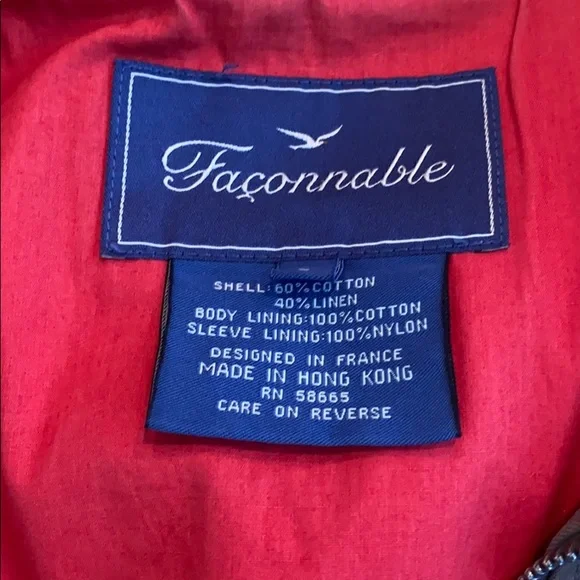 Façonnable
SHELL:60%COTTON
40%LINEN
BODY LINING:100%COTTON
SLEEVE LINING:100%NYLON
DESIGNED IN FRANCE
MADE IN HONG KONG
RN 58665
CARE ON REVERSE